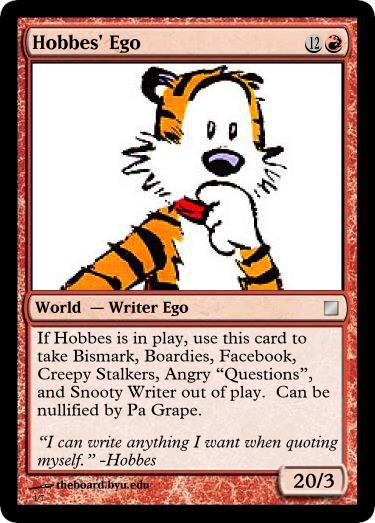 Hobbes' Ego 12
World — Writer Ego
If Hobbes is in play, use this card to
take Bismark, Boardies, Facebook,
Creepy Stalkers, Angry “Questions”,
and Snooty Writer out of play. Can be
nullified by Pa Grape.
“I can write anything I want when quoting
myself.” -Hobbes
theboard.byu.edu
20/3
1/7